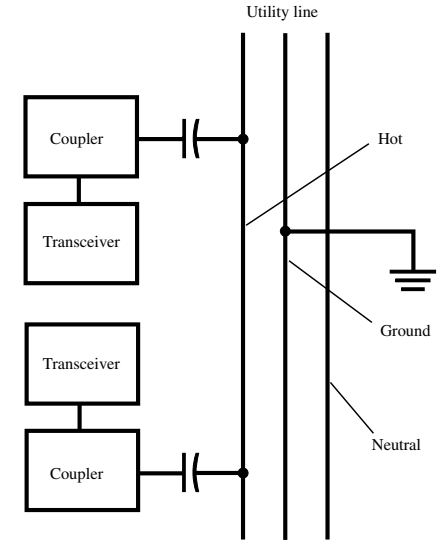 Utility line
Coupler
Hot
Transceiver
Ground
Transceiver
Neutral
Coupler